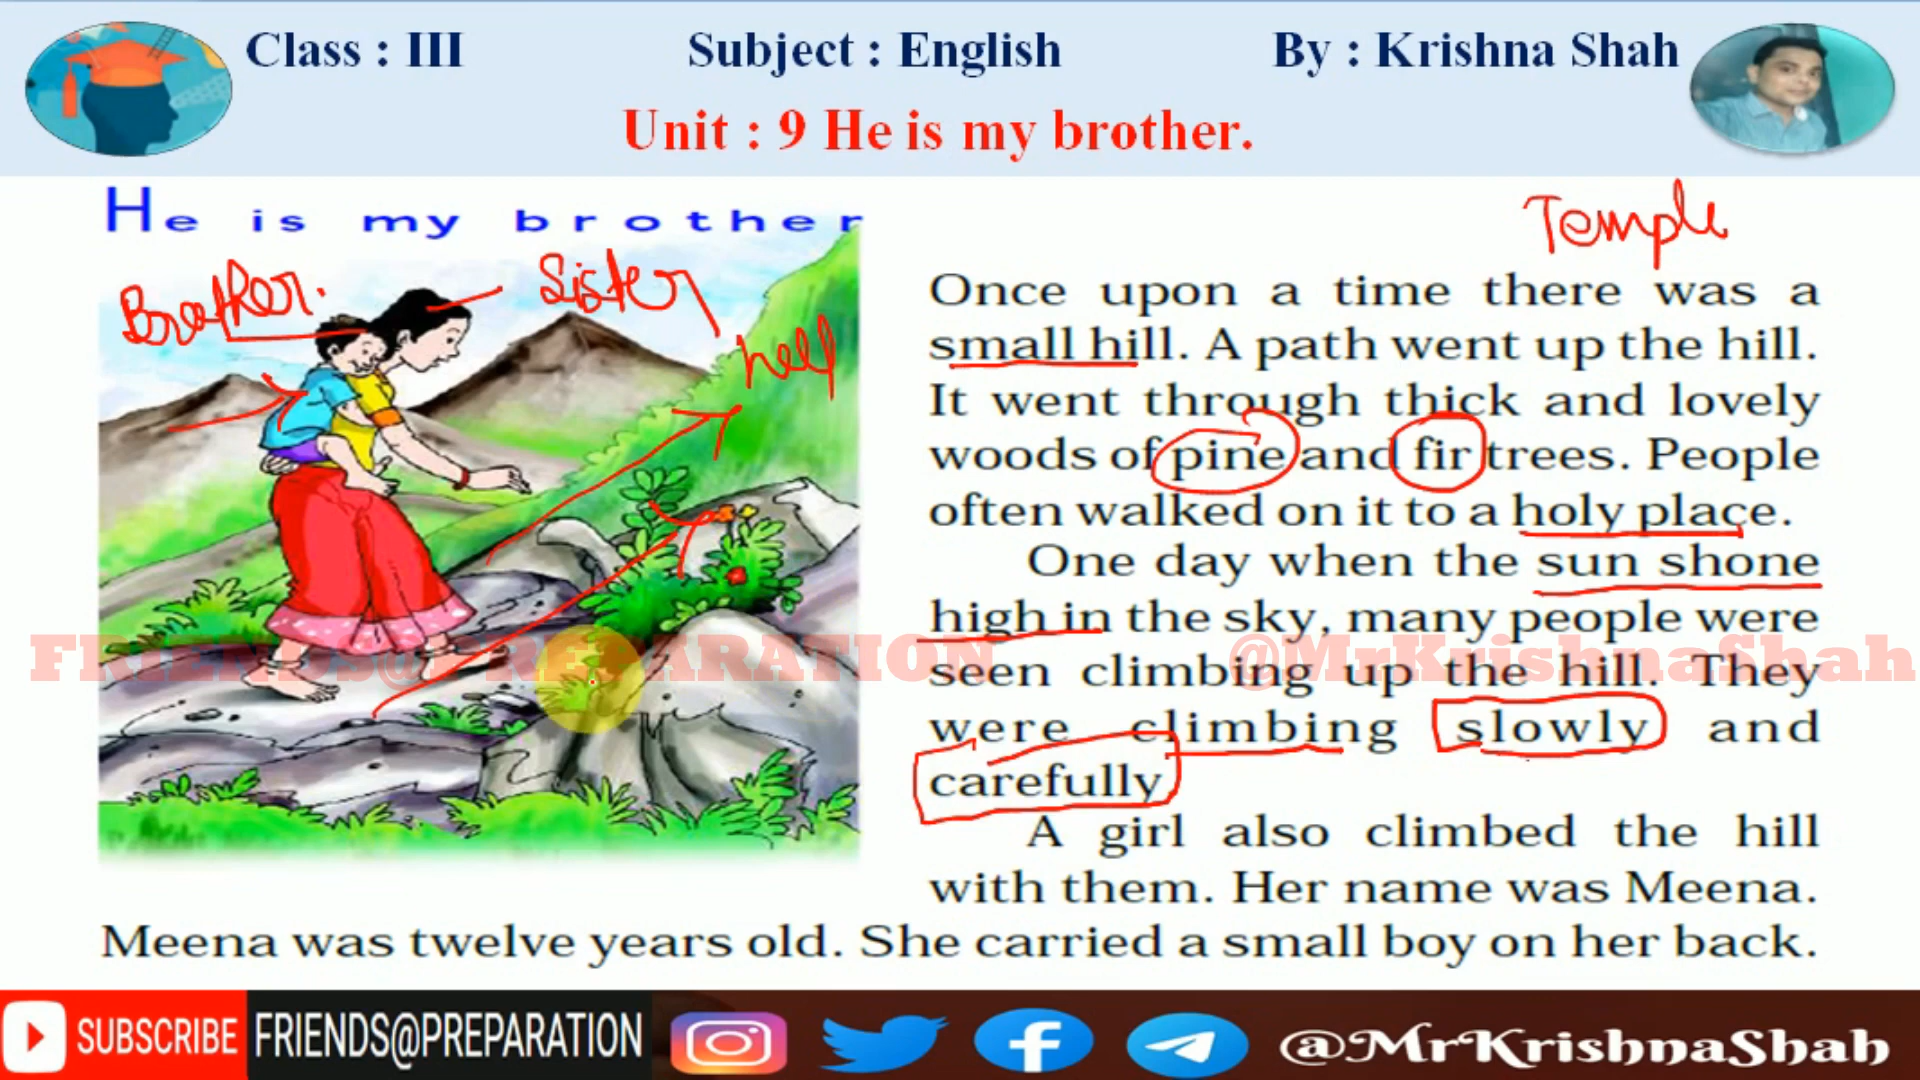 Class : III
Subject : English
By : Krishna Shah
Unit : 9 He is my brother.
He is my brother
Temple
Brother.
Sister
hell
Once upon a time there was a
small hill. A path went up the hill.
It went through thick and lovely
woods of pine and fir trees. People
often walked on it to a holy place.
One day when the sun shone
high in the sky, many people were
seen climbing up the hill. They
were climbing slowly and
carefully
A girl also climbed the hill
with them. Her name was Meena.
Meena was twelve years old. She carried a small boy on her back.
FRIENDS@PREPARATION
@MrKrishnaShah
SUBSCRIBE FRIENDS@PREPARATION
@MrKrishnaShah